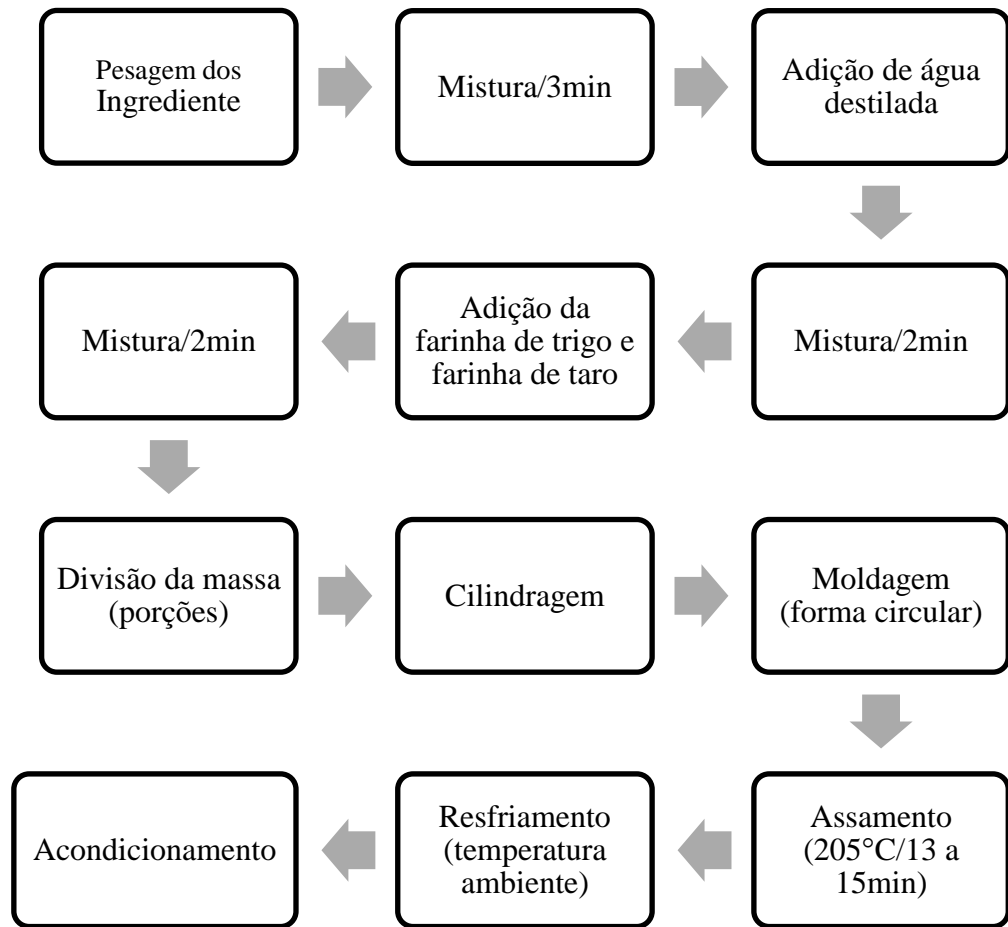 Pesagem dos
Ingrediente
Mistura/3min
Adição de água
destilada
Mistura/2min
Adição da
farinha de trigo e
farinha de taro
Mistura/2min
Divisão da massa
(porções)
Cilindragem
Moldagem
(forma circular)
Assamento
(205°C/13 a
15min)
Resfriamento
(temperatura
ambiente)
Acondicionamento